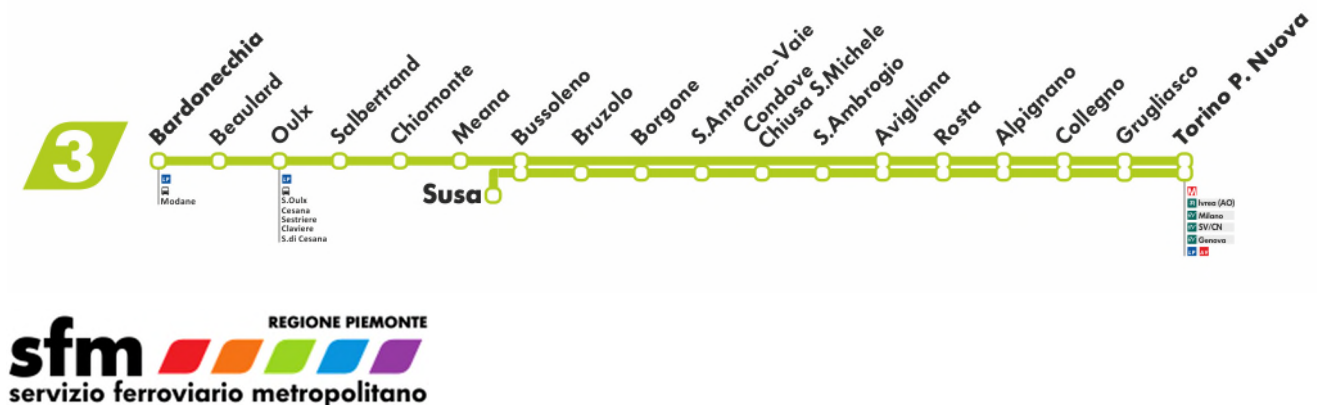 3
Bardonecchia
Beaulard
Oulx
Salbertrand
Chiomonte
Meana
Bussoleno
Bruzolo
Borgone
S.Antonino-Vaie
Condove
Chiusa S.Michele
S.Ambrogio
Avigliana
Rosta
Alpignano
Collegno
Grugliasco
Torino P. Nuova
Susa
Modane
S.Oulx
Cesana
Sestriere
Claviere
S.di Cesana
M
Ivrea (AO)
Milano
SV/CN
Genova
REGIONE PIEMONTE
sfm
servizio ferroviario metropolitano